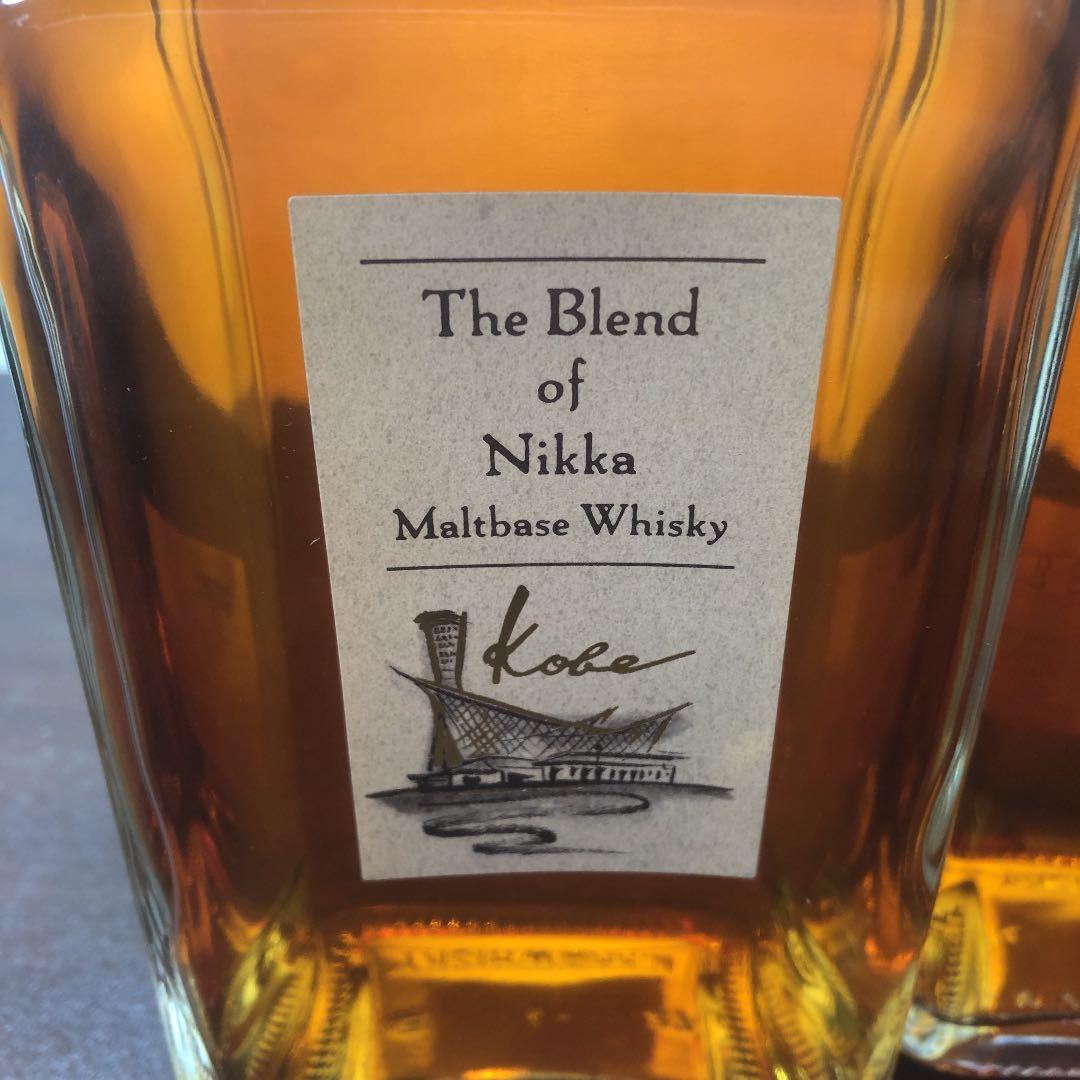 The Blend
of
Nikka
Maltbase Whisky
Kobe